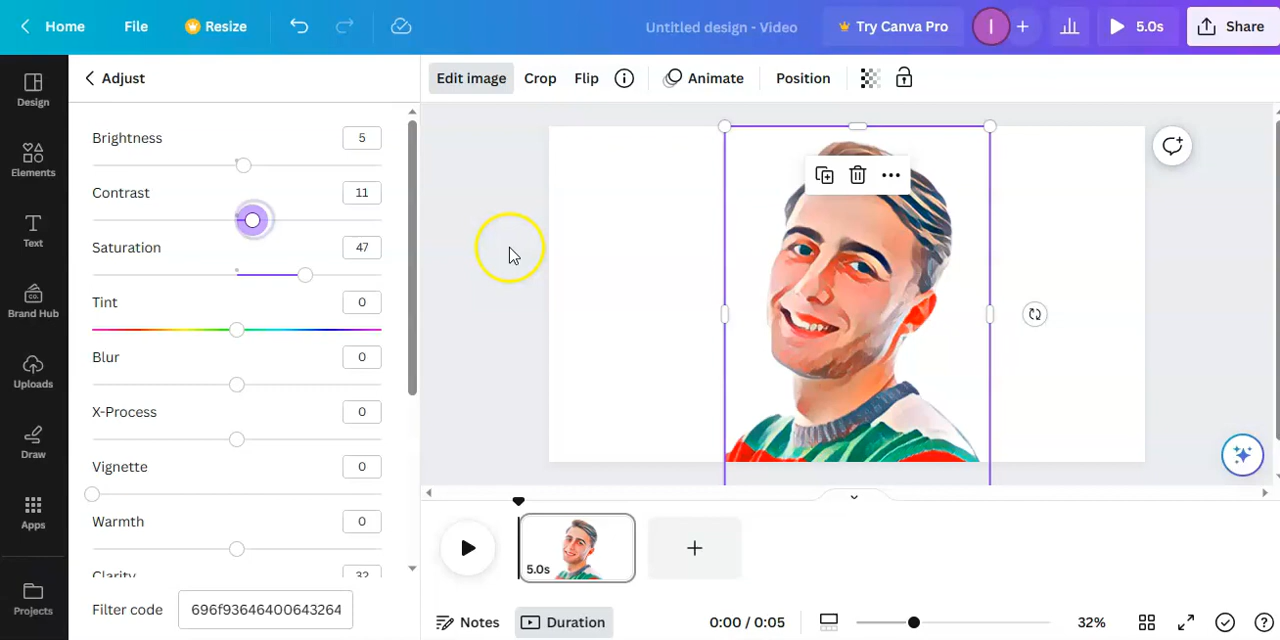 Home File Resize Untitled design - Video Try Canva Pro I + 5.0s Share
Adjust
Edit image Crop Flip Animate Position
Design
Elements
Text
Brand Hub
CO.
Uploads
Draw
Apps
Projects
Brightness 5
Contrast 11
Saturation 47
Tint 0
Blur 0
X-Process 0
Vignette 0
Warmth 0
Clarity 32
Filter code 696f93646400643264
5.0s
Notes Duration 0:00 / 0:05 32%